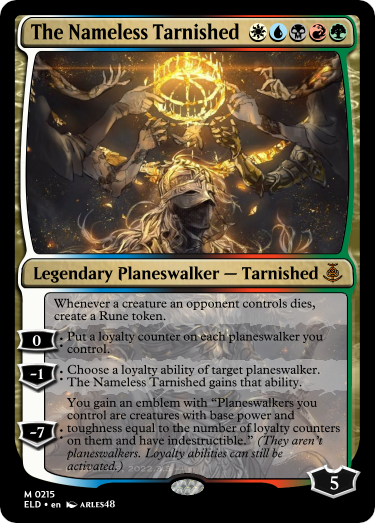 The Nameless Tarnished
Legendary Planeswalker — Tarnished
Whenever a creature an opponent controls dies,
create a Rune token.
0 : Put a loyalty counter on each planeswalker you
control.
-1 : Choose a loyalty ability of target planeswalker.
The Nameless Tarnished gains that ability.
You gain an emblem with “Planeswalkers you
control are creatures with base power and
-7 : toughness equal to the number of loyalty counters
on them and have indestructible.” (They aren't
planeswalkers. Loyalty abilities can still be
activated.)
5
M 0215
ELD • en ARLES48